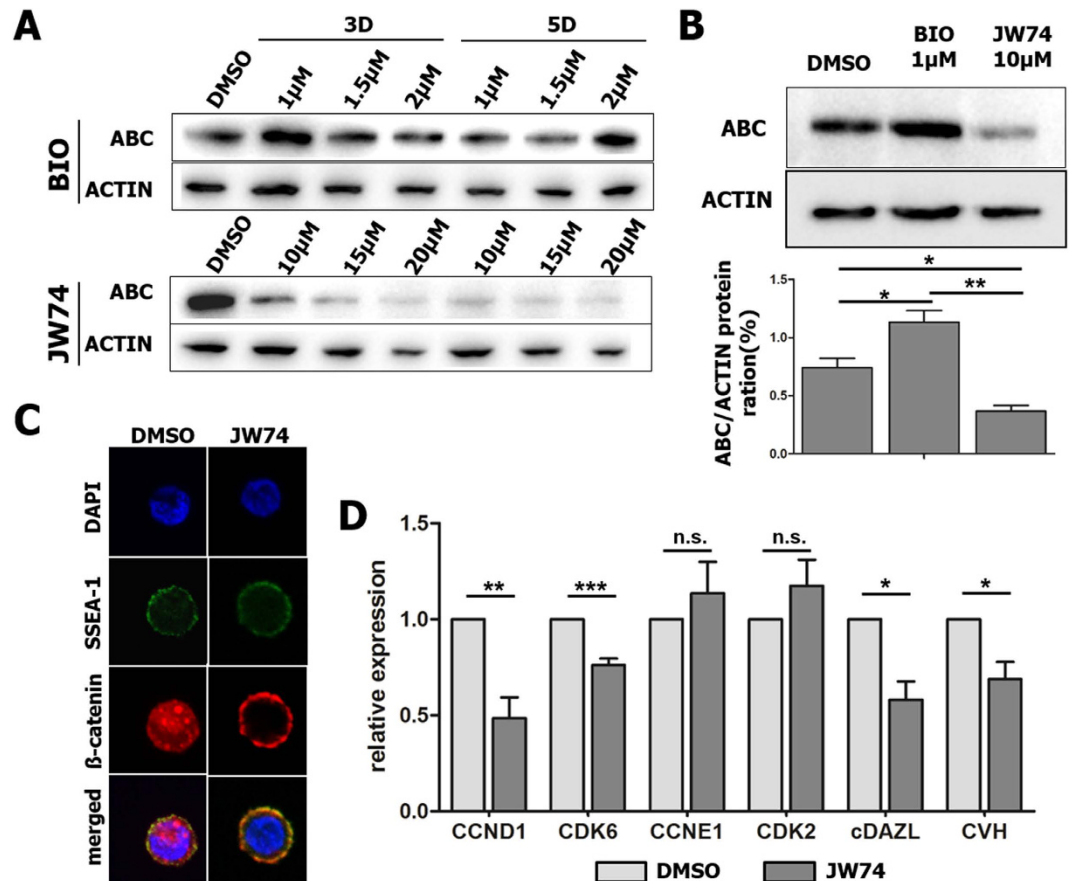 A
3D 5D
DMSO 1µM 1.5µM 2µM 1µM 1.5µM 2µM
BIO
ABC
ACTIN
DMSO 10µM 15µM 20µM 10µM 15µM 20µM
JW74
ABC
ACTIN
B
DMSO BIO 1µM JW74 10µM
ABC
ACTIN
*
* **
ABC/ACTIN protein
ration(%)
1.5
1.0
0.5
0.0
C
DMSO JW74
DAPI
SSEA-1
ß-catenin
merged
D
relative expression
1.5
1.0
0.5
0.0
** *** n.s. n.s. * *
CCND1 CDK6 CCNE1 CDK2 cDAZL CVH
DMSO JW74